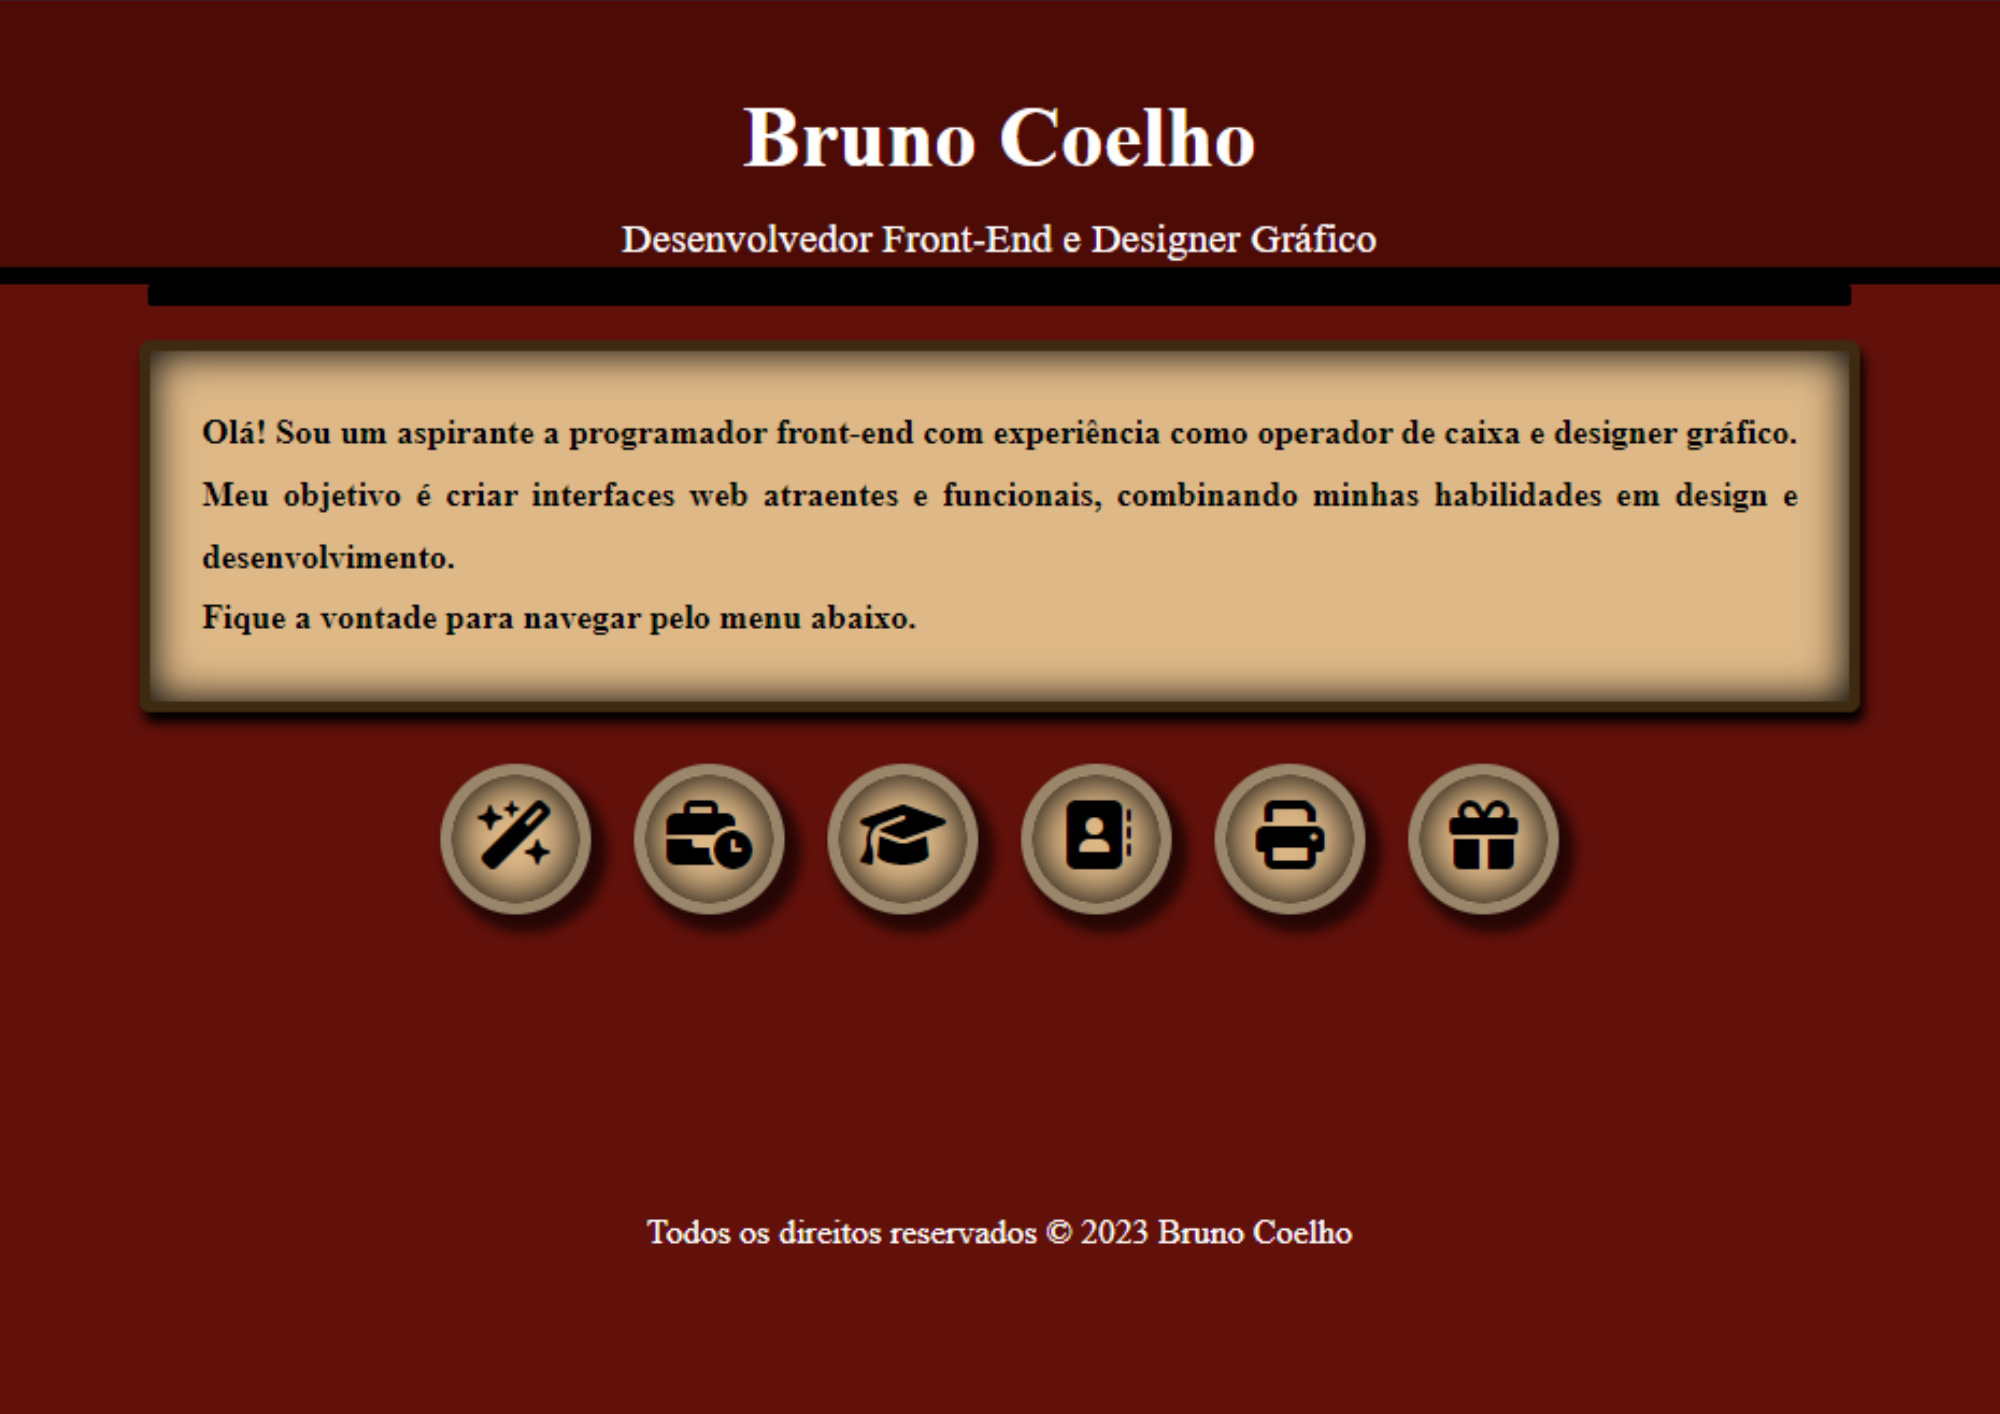 Bruno Coelho
Desenvolvedor Front-End e Designer Gráfico
Olá! Sou um aspirante a programador front-end com experiência como operador de caixa e designer gráfico.
Meu objetivo é criar interfaces web atraentes e funcionais, combinando minhas habilidades em design e
desenvolvimento.
Fique a vontade para navegar pelo menu abaixo.
Todos os direitos reservados © 2023 Bruno Coelho